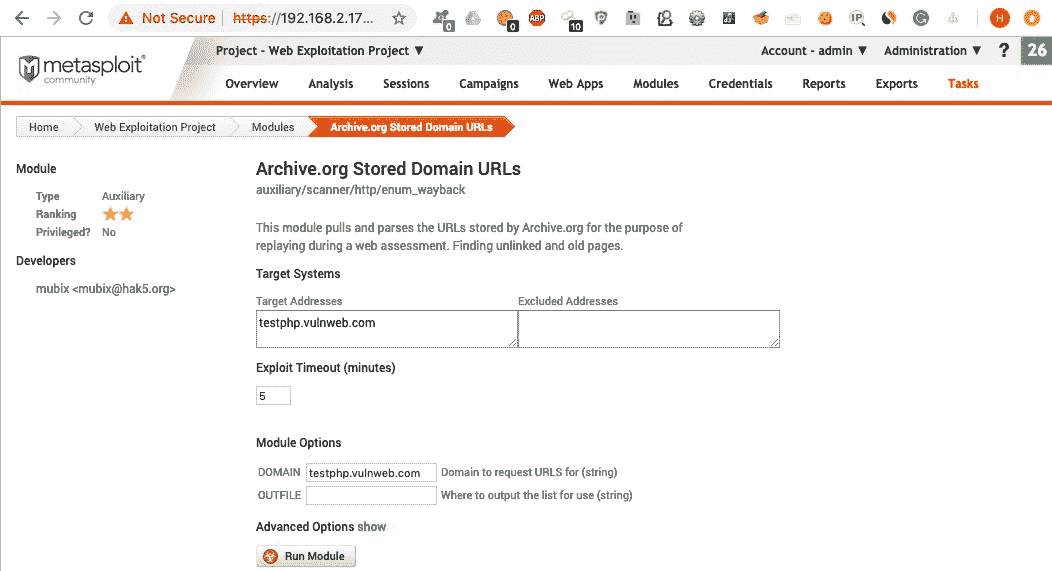 Not Secure https://192.168.2.17...
0
0
ABP
10
IP
G
H
metasploit®
community
Project - Web Exploitation Project ▼
Account - admin ▼ Administration ▼ ? 26
Overview Analysis Sessions Campaigns Web Apps Modules Credentials Reports Exports Tasks
Home Web Exploitation Project Modules Archive.org Stored Domain URLs
Module
Type Auxiliary
Ranking
Privileged? No
Developers
mubix <mubix@hak5.org>
Archive.org Stored Domain URLs
auxiliary/scanner/http/enum_wayback
This module pulls and parses the URLs stored by Archive.org for the purpose of
replaying during a web assessment. Finding unlinked and old pages.
Target Systems
Target Addresses Excluded Addresses
testphp.vulnweb.com
Exploit Timeout (minutes)
5
Module Options
DOMAIN testphp.vulnweb.com Domain to request URLS for (string)
OUTFILE Where to output the list for use (string)
Advanced Options show
Run Module